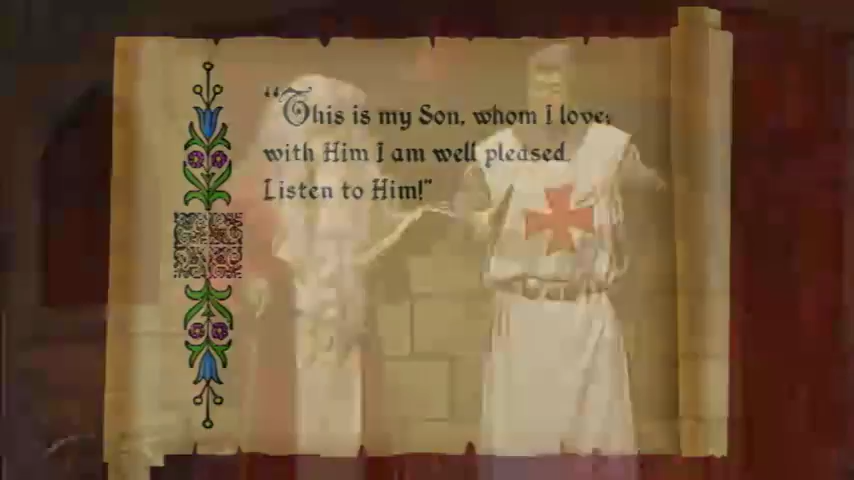 “This is my Son, whom I love;
with Him I am well pleased.
Listen to Him!”